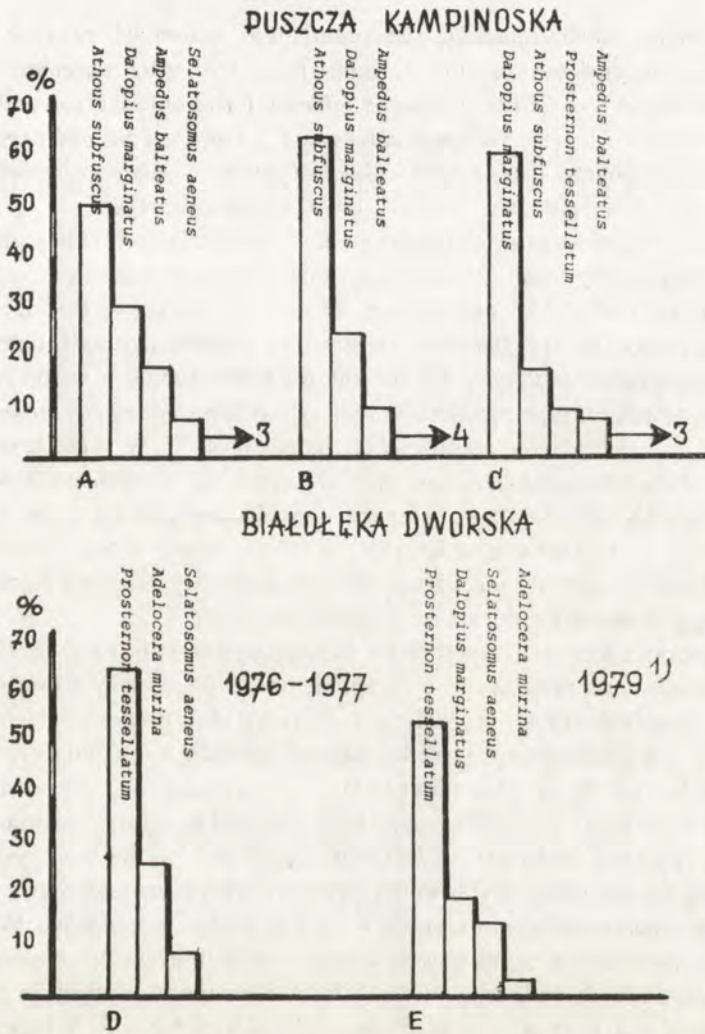 PUSZCZA KAMPINOSKA
%
70
60
50
40
30
20
10
Athous subfuscus
Dalopius marginatus
Ampedus balteatus
Selatosomus aeneus
3
A
Athous subfuscus
Dalopius marginatus
Ampedus balteatus
4
B
Dalopius marginatus
Athous subfuscus
Prosternon tessellatum
Ampedus balteatus
3
C
BIAŁOŁĘKA DWORSKA
%
70
60
50
40
30
20
10
Prosternon tessellatum
Adelocera murina
Selatosomus aeneus
1976-1977
D
Prosternon tessellatum
Dalopius marginatus
Selatosomus aeneus
Adelocera murina
1979 1)
E